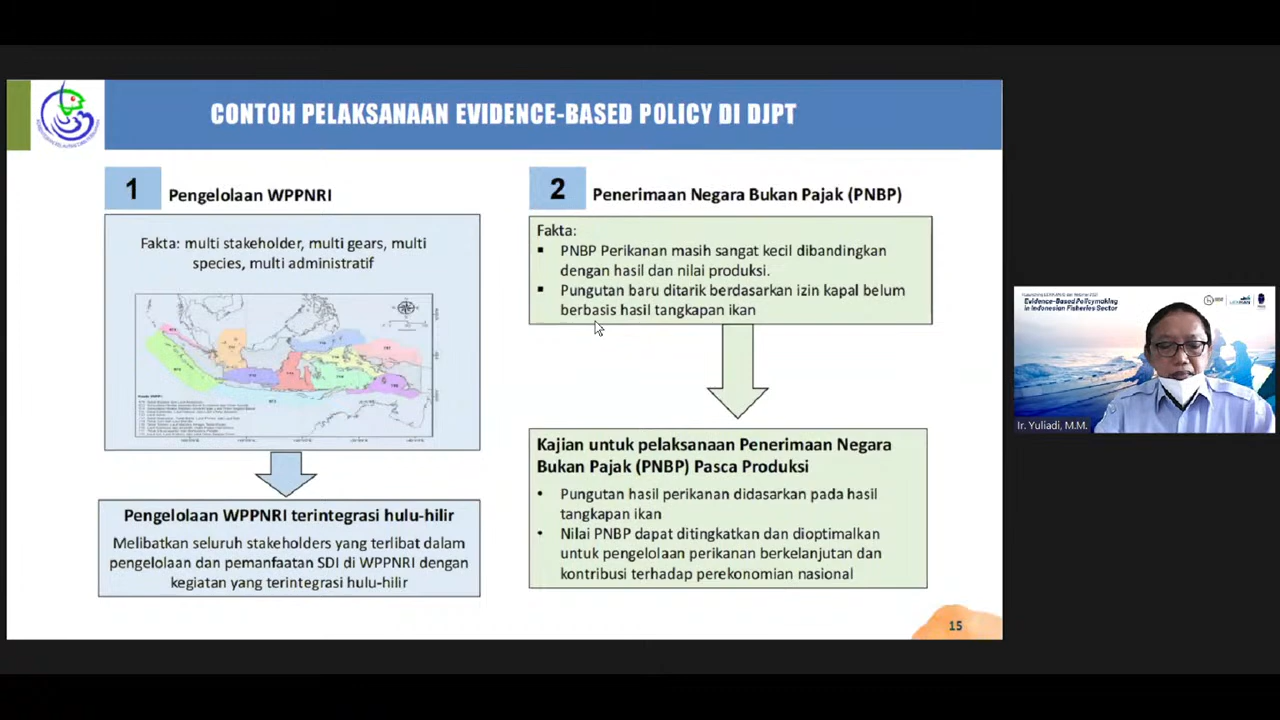 CONTOH PELAKSANAAN EVIDENCE-BASED POLICY DI DJPT
1
Pengelolaan WPPNRI
Fakta: multi stakeholder, multi gears, multi
species, multi administratif
Pengelolaan WPPNRI terintegrasi hulu-hilir
Melibatkan seluruh stakeholders yang terlibat dalam
pengelolaan dan pemanfaatan SDI di WPPNRI dengan
kegiatan yang terintegrasi hulu-hilir
2
Penerimaan Negara Bukan Pajak (PNBP)
Fakta:
▪ PNBP Perikanan masih sangat kecil dibandingkan
dengan hasil dan nilai produksi.
▪ Pungutan baru ditarik berdasarkan izin kapal belum
berbasis hasil tangkapan ikan
Kajian untuk pelaksanaan Penerimaan Negara
Bukan Pajak (PNBP) Pasca Produksi
• Pungutan hasil perikanan didasarkan pada hasil
tangkapan ikan
• Nilai PNBP dapat ditingkatkan dan dioptimalkan
untuk pengelolaan perikanan berkelanjutan dan
kontribusi terhadap perekonomian nasional
15
Evidence-Based Policymaking
in Indonesian Fisheries Sector
Ir. Yuliadi, M.M.